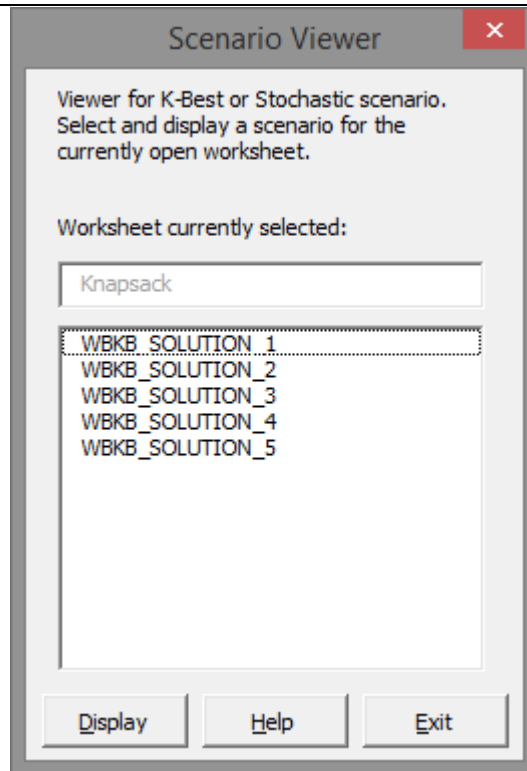 Scenario Viewer
Viewer for K-Best or Stochastic scenario.
Select and display a scenario for the
currently open worksheet.
Worksheet currently selected:
Knapsack
WBKB_SOLUTION_1
WBKB_SOLUTION_2
WBKB_SOLUTION_3
WBKB_SOLUTION_4
WBKB_SOLUTION_5
Display Help Exit